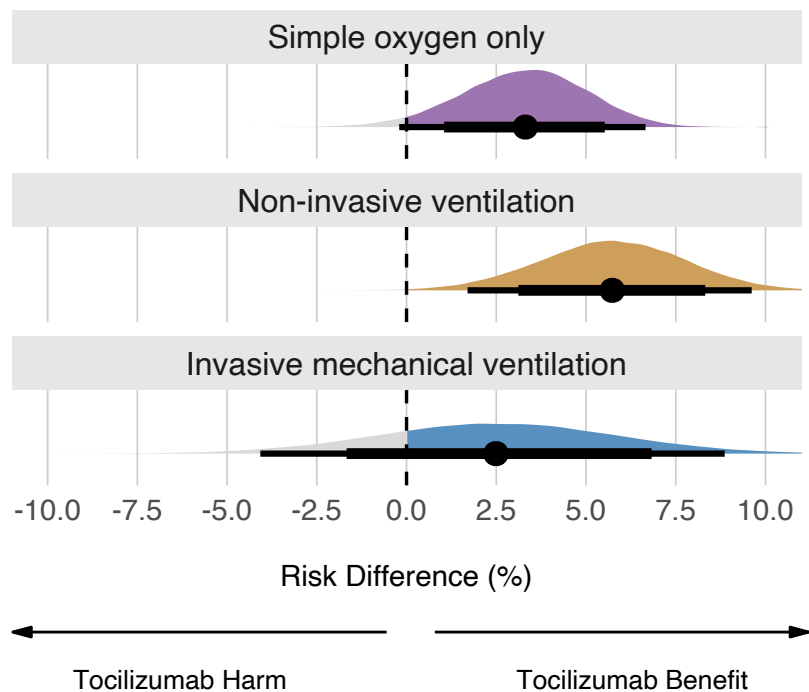 Simple oxygen only
Non-invasive ventilation
Invasive mechanical ventilation
-10.0 -7.5 -5.0 -2.5 0.0 2.5 5.0 7.5 10.0
Risk Difference (%)
Tocilizumab Harm Tocilizumab Benefit